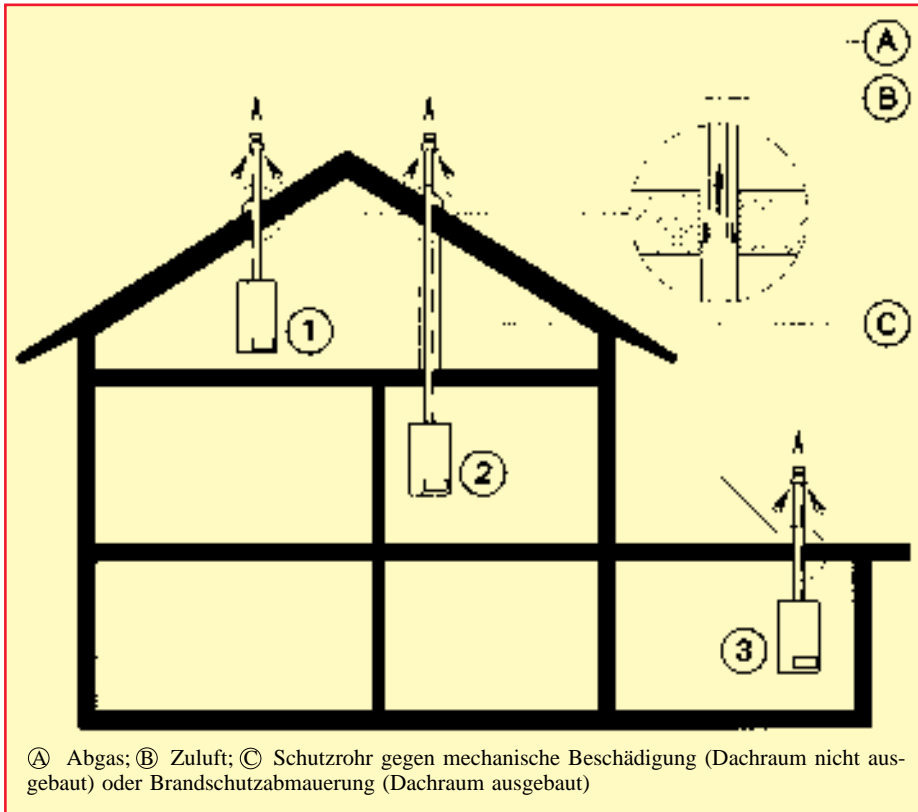 A
B
1
C
2
3
Ⓐ Abgas; Ⓑ Zuluft; Ⓒ Schutzrohr gegen mechanische Beschädigung (Dachraum nicht aus-
gebaut) oder Brandschutzabmauerung (Dachraum ausgebaut)